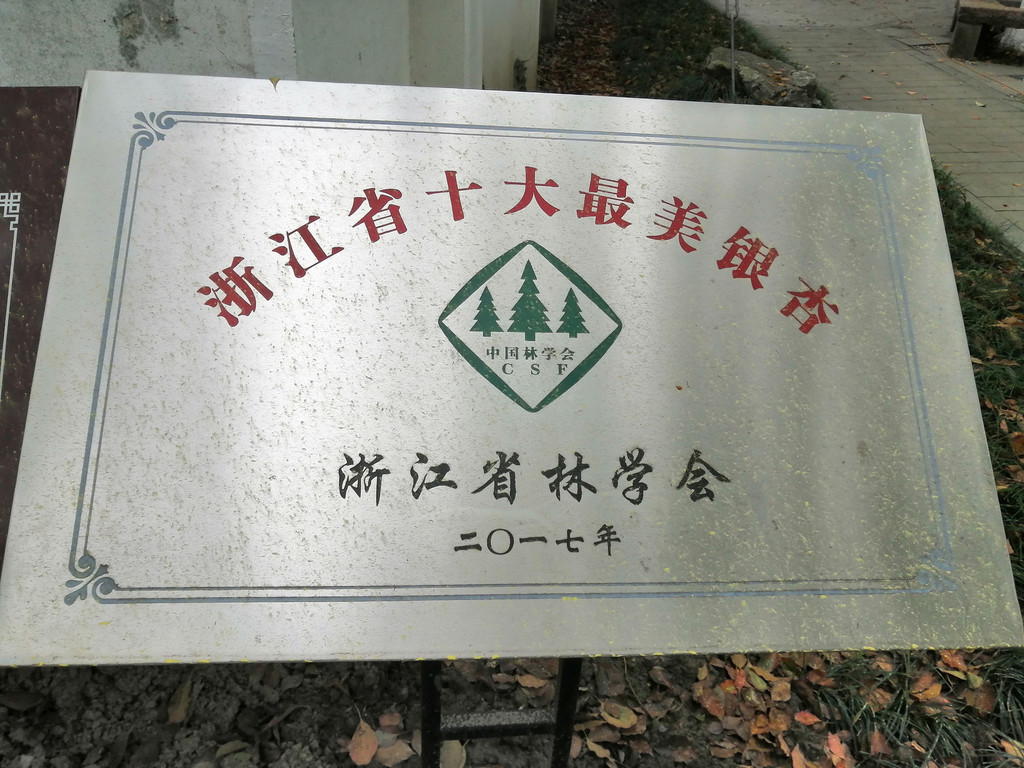 浙江省十大最美银杏
中国林学会
CSF
浙江省林学会
二〇一七年